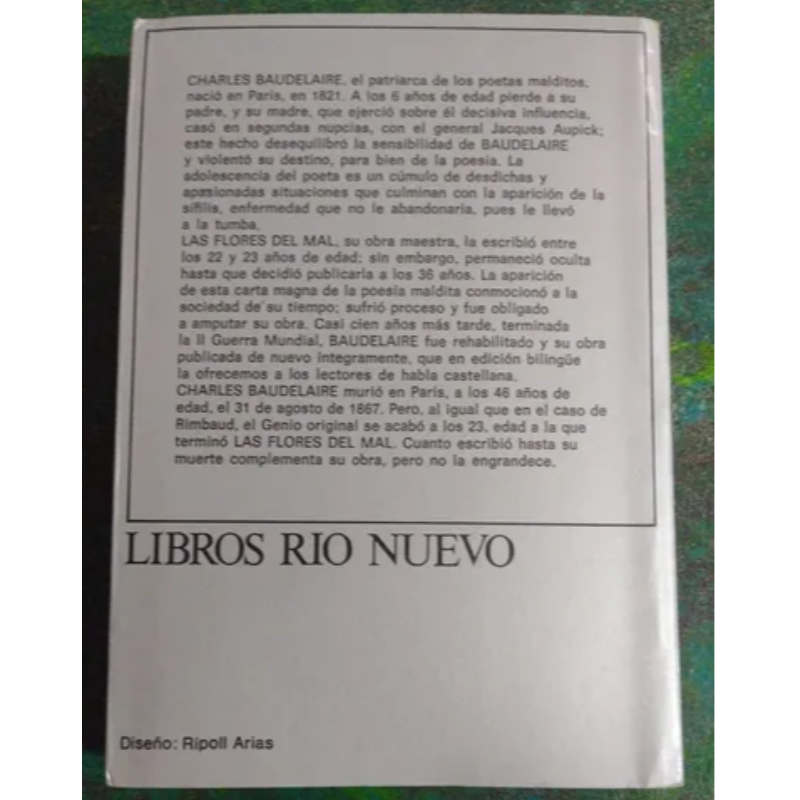 CHARLES BAUDELAIRE, el patriarca de los poetas malditos,
nació en París, en 1821. A los 6 años de edad pierde a su
padre, y su madre, que ejerció sobre él decisiva influencia,
casó en segundas nupcias, con el general Jacques Aupick;
este hecho desequilibró la sensibilidad de BAUDELAIRE
y violentó su destino, para bien de la poesía. La
adolescencia del poeta es un cúmulo de desdichas y
apasionadas situaciones que culminan con la aparición de la
sífilis, enfermedad que no le abandonaría, pues le llevó
a la tumba.
LAS FLORES DEL MAL, su obra maestra, la escribió entre
los 22 y 23 años de edad; sin embargo, permaneció oculta
hasta que decidió publicarla a los 36 años. La aparición
de esta carta magna de la poesía maldita conmocionó a la
sociedad de su tiempo; sufrió proceso y fue obligado
a amputar su obra. Casi cien años más tarde, terminada
la II Guerra Mundial, BAUDELAIRE fue rehabilitado y su obra
publicada de nuevo íntegramente, que en edición bilingüe
la ofrecemos a los lectores de habla castellana.
CHARLES BAUDELAIRE murió en París, a los 46 años de
edad, el 31 de agosto de 1867. Pero, al igual que en el caso de
Rimbaud, el Genio original se acabó a los 23, edad a la que
terminó LAS FLORES DEL MAL. Cuanto escribió hasta su
muerte complementa su obra, pero no la engrandece.
LIBROS RIO NUEVO
Diseño: Ripoll Arias